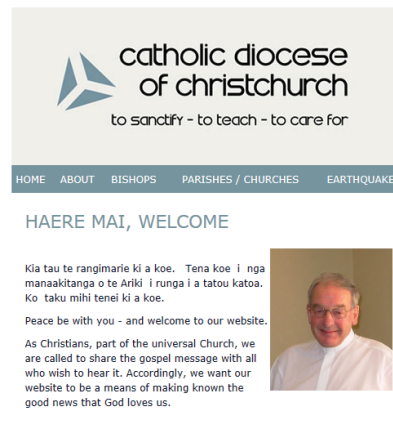 catholic diocese
of christchurch
to sanctify - to teach - to care for
HOME ABOUT BISHOPS PARISHES / CHURCHES EARTHQUAKE
HAERE MAI, WELCOME
Kia tau te rangimarie ki a koe. Tena koe i nga
manaakitanga o te Ariki i runga i a tatou katoa.
Ko taku mihi tenei ki a koe.
Peace be with you - and welcome to our website.
As Christians, part of the universal Church, we
are called to share the gospel message with all
who wish to hear it. Accordingly, we want our
website to be a means of making known the
good news that God loves us.